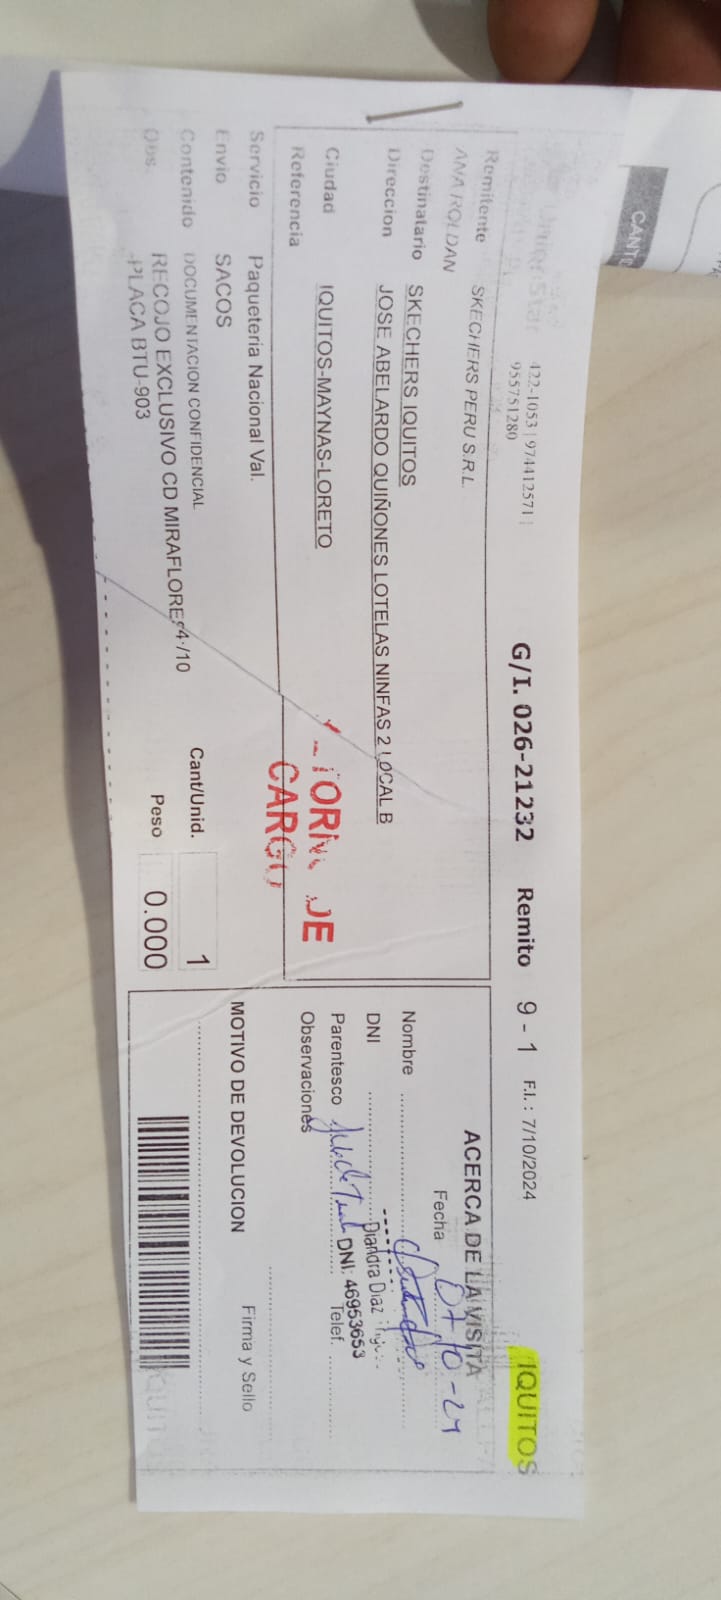 422-1053 | 974412571 |
955751280
G/I. 026-21232 Remito 9 - 1 F.I. : 7/10/2024 IQUITOS
Remitente SKECHERS PERU S.R.L.
ANA ROLDAN
Destinatario SKECHERS IQUITOS
Direccion JOSE ABELARDO QUIÑONES LOTELAS NINFAS 2 LOCAL B
Ciudad IQUITOS-MAYNAS-LORETO
Referencia
DE
CARGO
Servicio Paqueteria Nacional Val.
Envio SACOS
Contenido DOCUMENTACION CONFIDENCIAL
Obs. RECOJO EXCLUSIVO CD MIRAFLORES 4/10
PLACA BTU-903
Cant/Unid. 1
Peso 0.000
ACERCA DE LA VISITA
Fecha 07-10-24
Nombre
DNI Diandra Diaz
Parentesco DNI: 46953653
Telef.
Observaciones
MOTIVO DE DEVOLUCION Firma y Sello
CANT